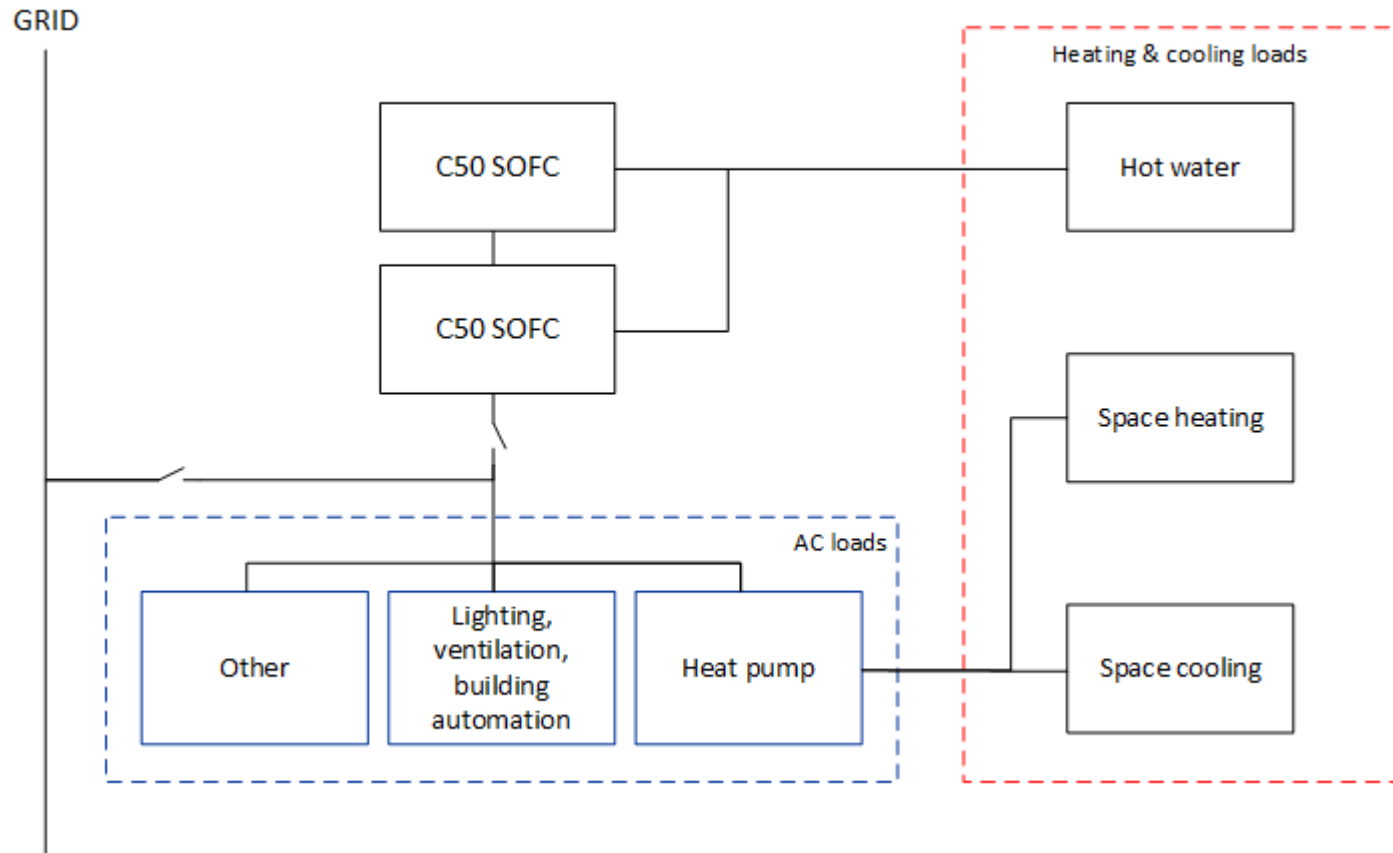 GRID
Heating & cooling loads
C50 SOFC
Hot water
C50 SOFC
Space heating
AC loads
Other
Lighting,
ventilation,
building
automation
Heat pump
Space cooling